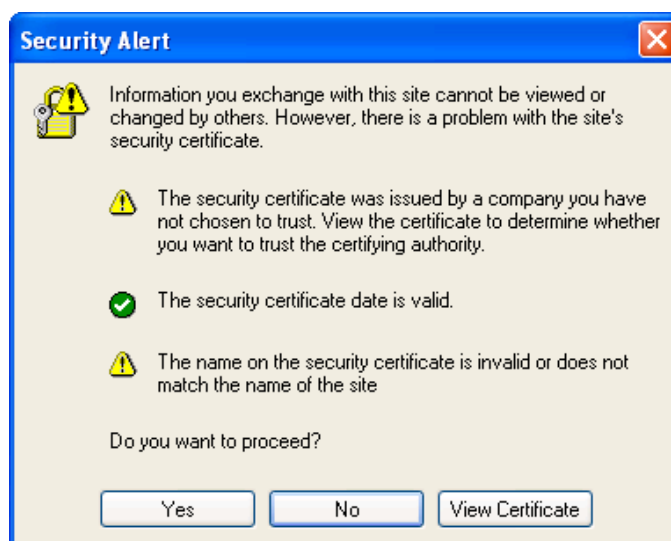 Security Alert
Information you exchange with this site cannot be viewed or
changed by others. However, there is a problem with the site's
security certificate.
The security certificate was issued by a company you have
not chosen to trust. View the certificate to determine whether
you want to trust the certifying authority.
The security certificate date is valid.
The name on the security certificate is invalid or does not
match the name of the site
Do you want to proceed?
Yes No View Certificate